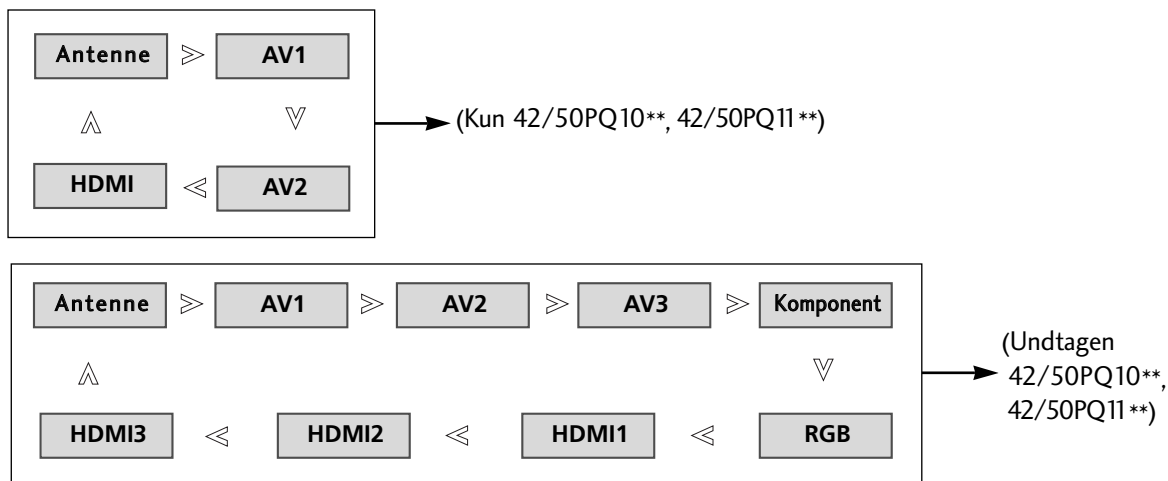 Antenne AV1
HDMI AV2
(Kun 42/50PQ10**, 42/50PQ11**)
Antenne AV1 AV2 AV3 Komponent
HDMI3 HDMI2 HDMI1 RGB
(Undtagen
42/50PQ10**,
42/50PQ11**)